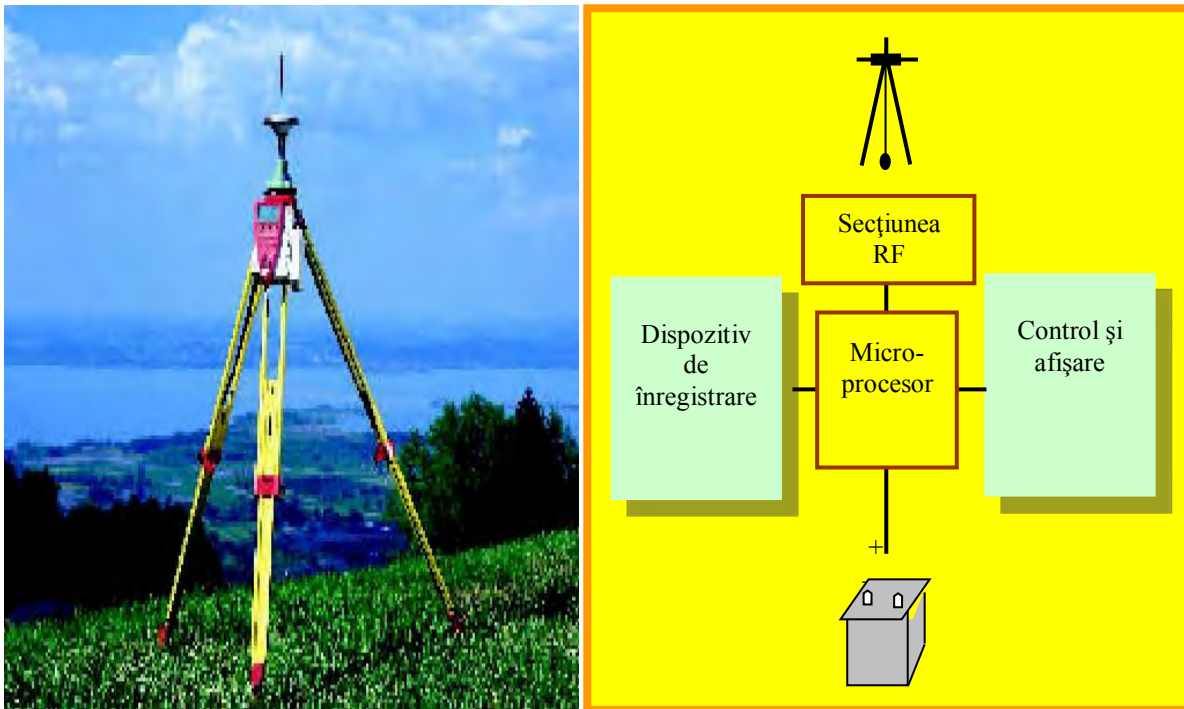 Secţiunea
RF
Dispozitiv
de
înregistrare
Micro-
procesor
Control şi
afişare
+